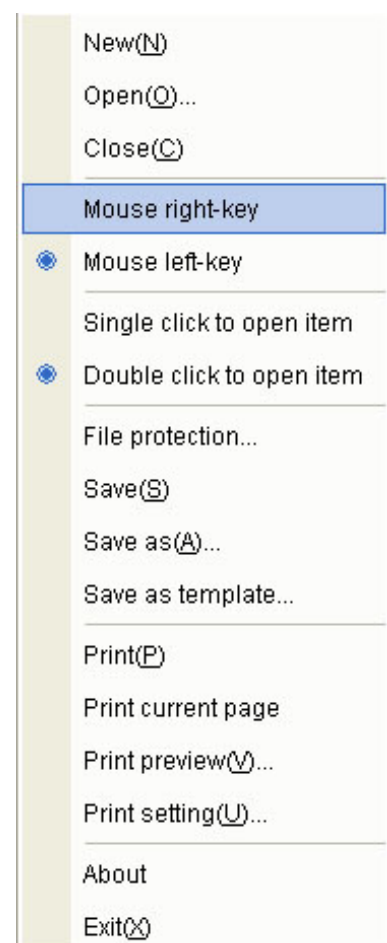 New(N)
Open(O)...
Close(C)
Mouse right-key
Mouse left-key
Single click to open item
Double click to open item
File protection...
Save(S)
Save as(A)...
Save as template...
Print(P)
Print current page
Print preview(V)...
Print setting(U)...
About
Exit(X)